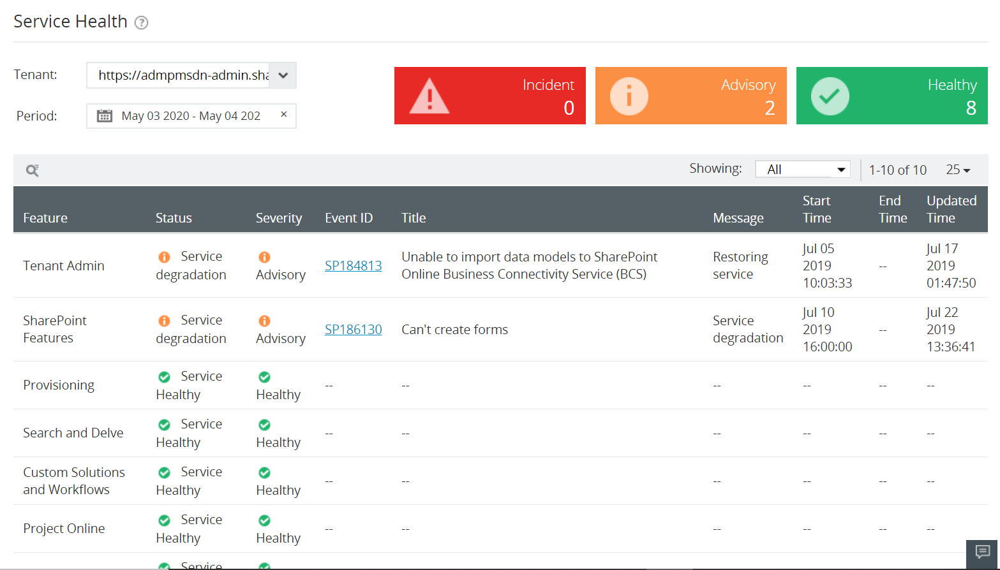 Service Health ?
Tenant: https://admpmsdn-admin.sha
Period: May 03 2020 - May 04 202 ×
Incident
0
Advisory
2
Healthy
8
Showing: All 1-10 of 10 25
Feature Status Severity Event ID Title Message Start Time End Time Updated Time
Tenant Admin
Service degradation
Advisory
SP184813
Unable to import data models to SharePoint
Online Business Connectivity Service (BCS)
Restoring
service
Jul 05
2019
10:03:33
--
Jul 17
2019
01:47:50
SharePoint
Features
Service
degradation
Advisory
SP186130
Can't create forms
Service
degradation
Jul 10
2019
16:00:00
--
Jul 22
2019
13:36:41
Provisioning
Service
Healthy
Healthy
-- -- -- -- -- --
Search and Delve
Service
Healthy
Healthy
-- -- -- -- -- --
Custom Solutions
and Workflows
Service
Healthy
Healthy
-- -- -- -- -- --
Project Online
Service
Healthy
Healthy
-- -- -- -- -- --
Service